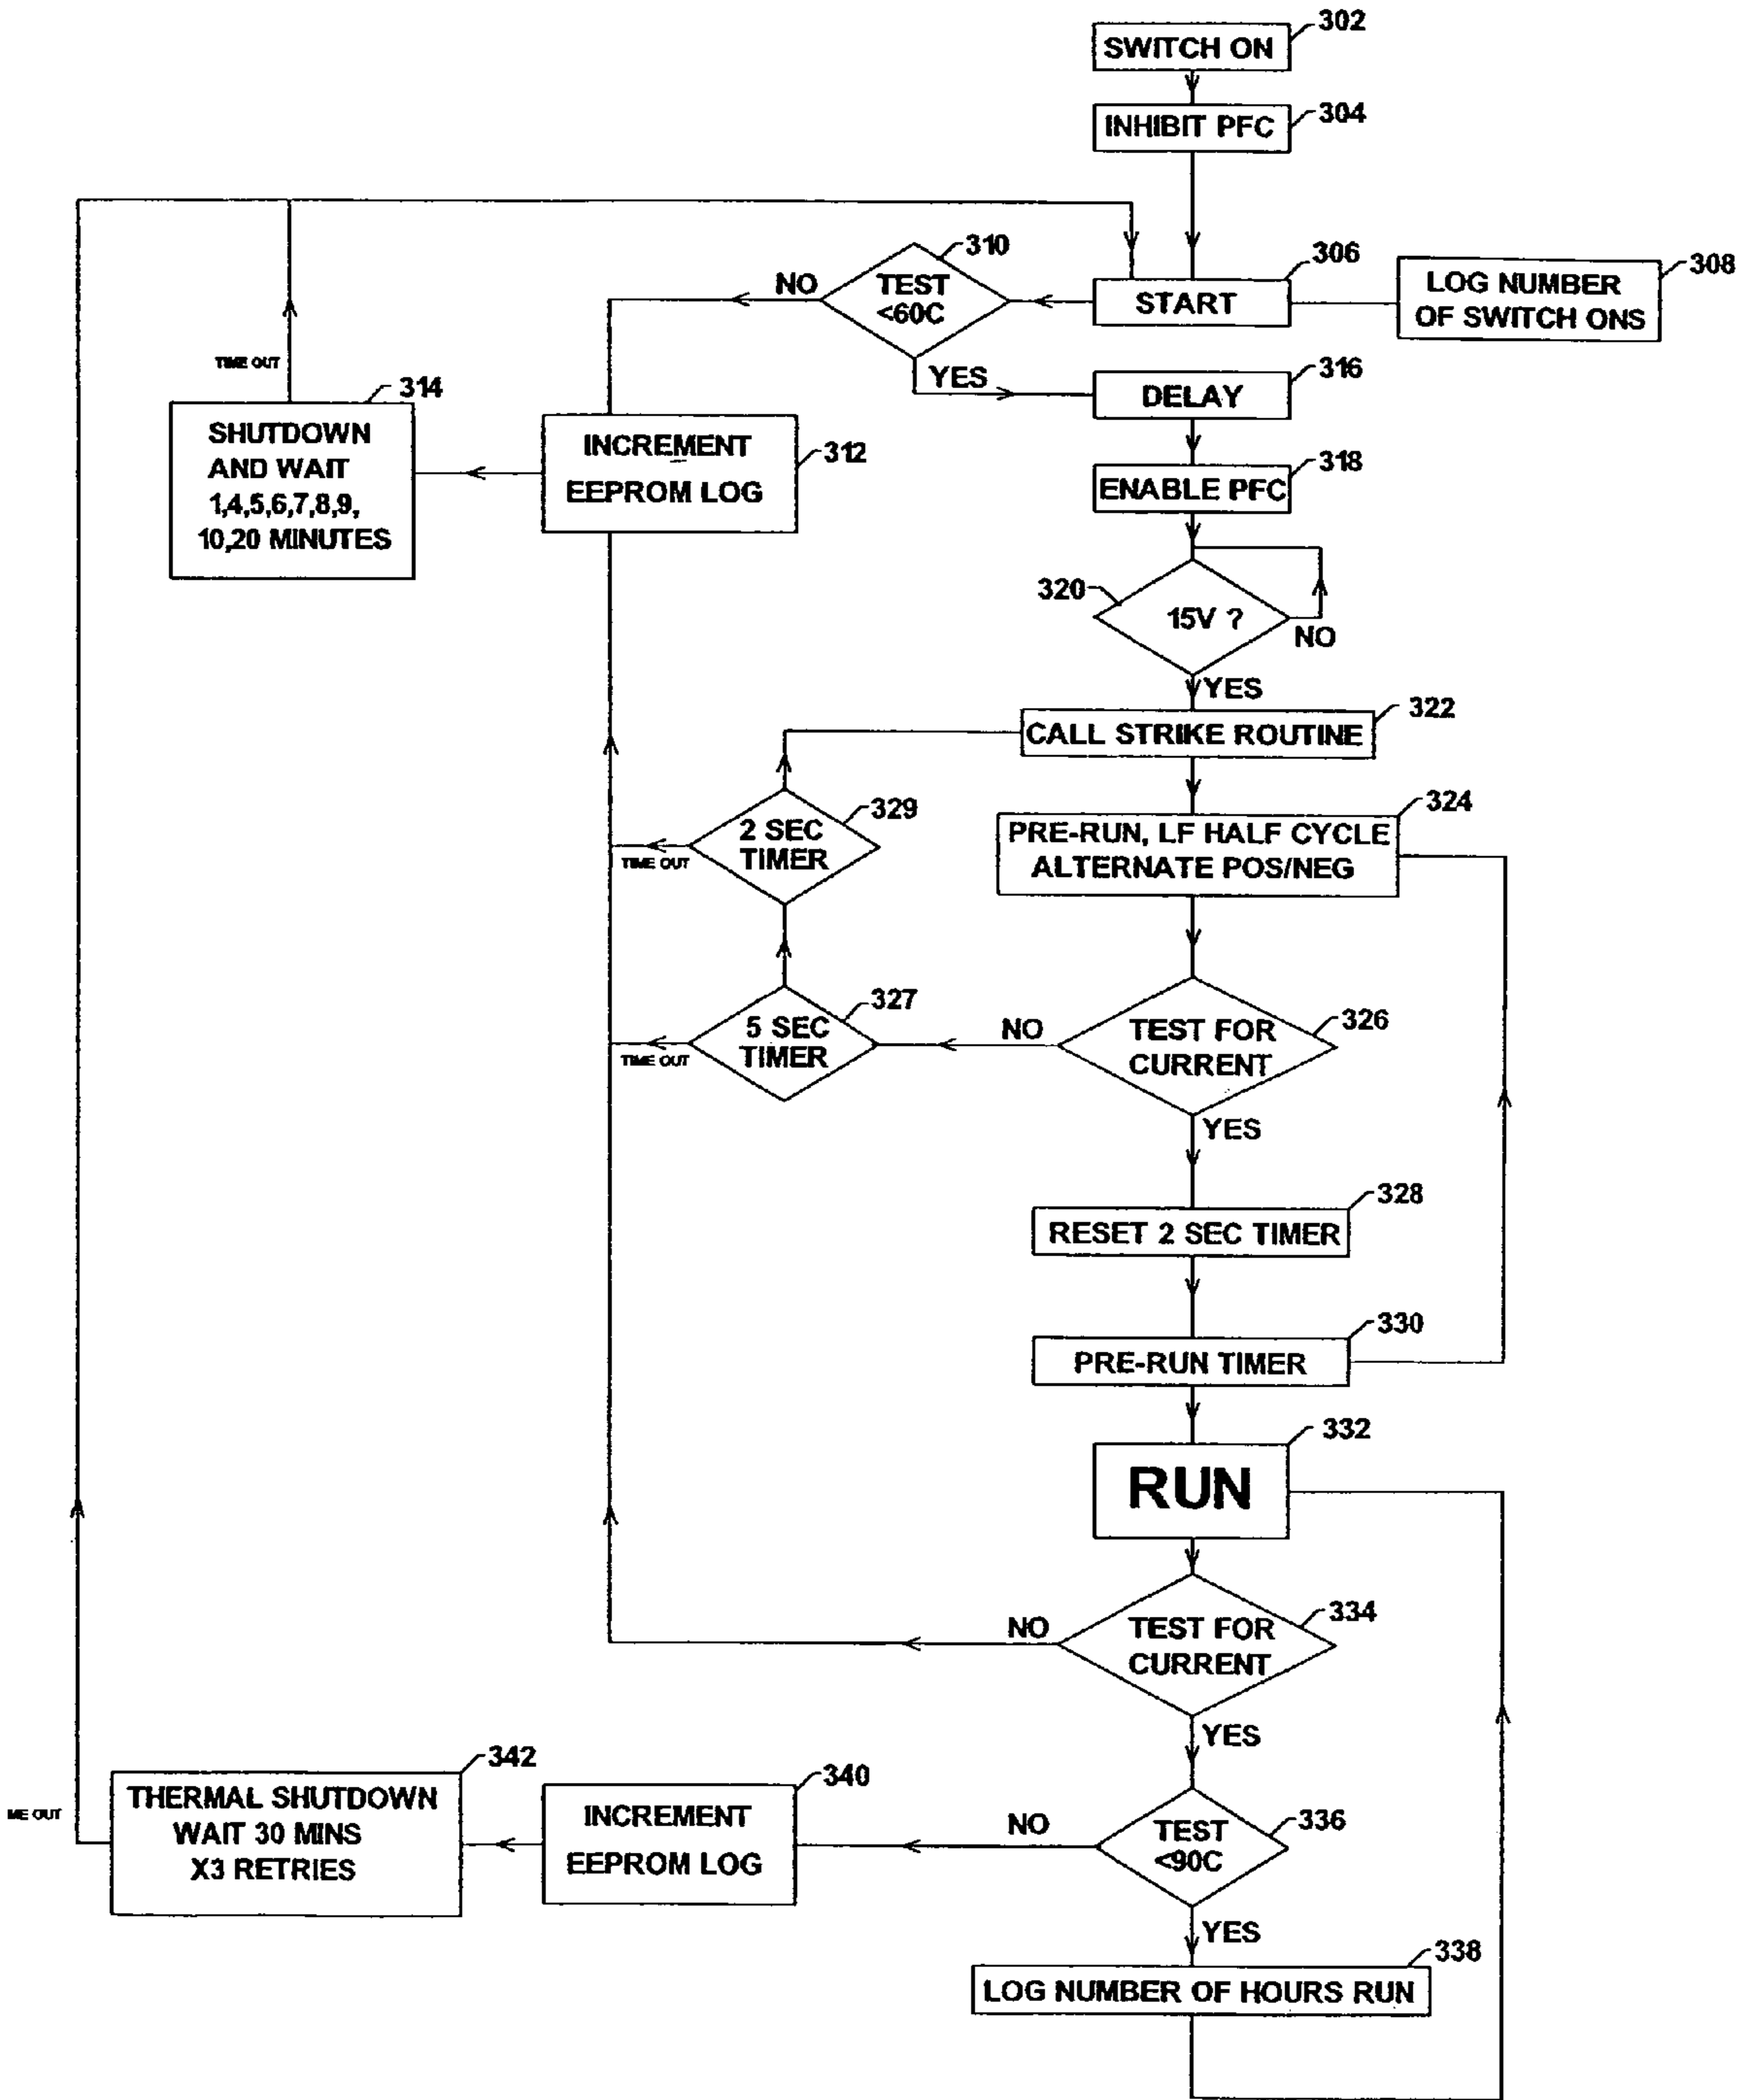 302
SWITCH ON
304
INHIBIT PFC
310
306
308
NO
TEST
<60C
START
LOG NUMBER
OF SWITCH ONS
TIME OUT
YES
316
DELAY
314
SHUTDOWN
AND WAIT
1,4,5,6,7,8,9,
10,20 MINUTES
INCREMENT
EEPROM LOG
312
318
ENABLE PFC
320
15V ?
NO
YES
322
CALL STRIKE ROUTINE
329
2 SEC
TIMER
TIME OUT
324
PRE-RUN, LF HALF CYCLE
ALTERNATE POS/NEG
327
5 SEC
TIMER
TIME OUT
NO
TEST FOR
CURRENT
326
YES
328
RESET 2 SEC TIMER
330
PRE-RUN TIMER
332
RUN
NO
TEST FOR
CURRENT
334
YES
342
THERMAL SHUTDOWN
WAIT 30 MINS
X3 RETRIES
ME OUT
340
INCREMENT
EEPROM LOG
NO
TEST
<90C
336
YES
338
LOG NUMBER OF HOURS RUN